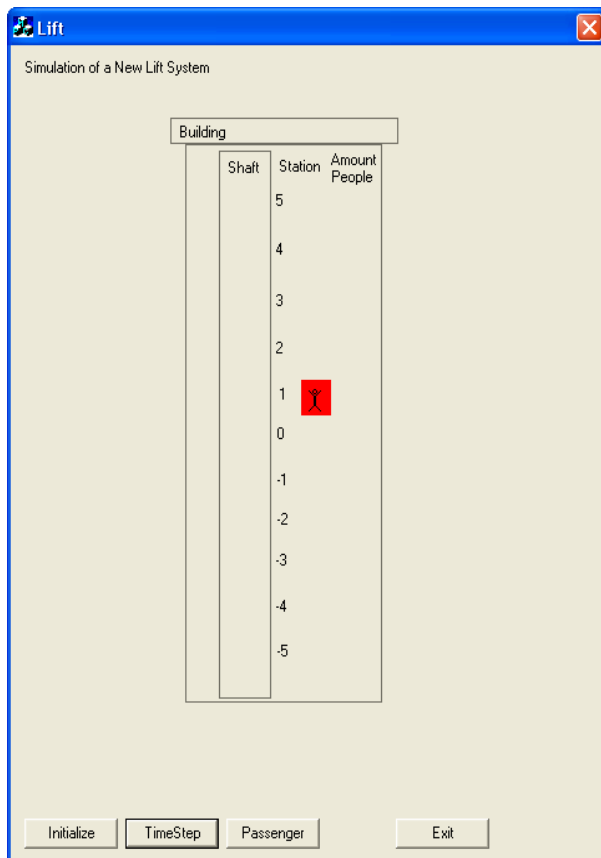 Lift
Simulation of a New Lift System
Building
Shaft Station Amount
People
5
4
3
2
1
0
-1
-2
-3
-4
-5
Initialize TimeStep Passenger Exit